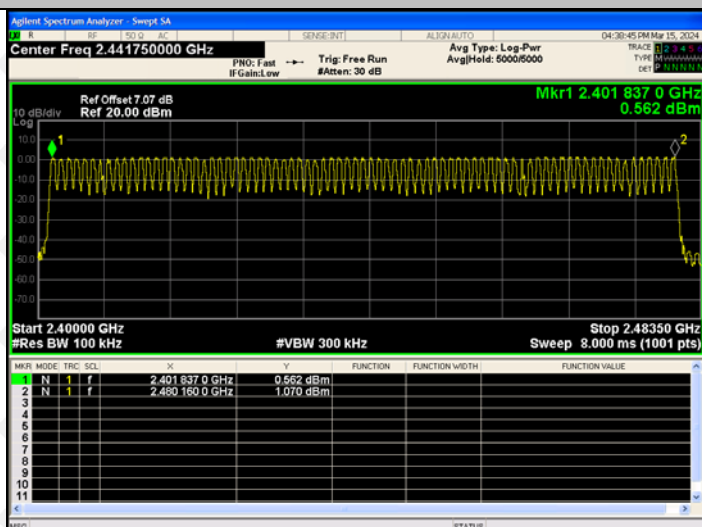 Agilent Spectrum Analyzer - Swept SA
R RF 50 Ω AC SENSE:INT ALIGN AUTO 04:38:45 PM Mar 15, 2024
Center Freq 2.441750000 GHz
PNO: Fast
IFGain:Low
Trig: Free Run
#Atten: 30 dB
Avg Type: Log-Pwr
Avg|Hold: 5000/5000
TRACE 1 2 3 4 5 6
TYPE M
DET P N N N N N
Ref Offset 7.07 dB
10 dB/div Ref 20.00 dBm
Log
Mkr1 2.401 837 0 GHz
0.562 dBm
10.0
0.00
-10.0
-20.0
-30.0
-40.0
-50.0
-60.0
-70.0
1
2
Start 2.40000 GHz Stop 2.48350 GHz
#Res BW 100 kHz #VBW 300 kHz Sweep 8.000 ms (1001 pts)
MKR MODE TRC SCL X Y FUNCTION FUNCTION WIDTH FUNCTION VALUE
1 N 1 f 2.401 837 0 GHz 0.562 dBm
2 N 1 f 2.480 160 0 GHz 1.070 dBm
3
4
5
6
7
8
9
10
11
MSG STATUS